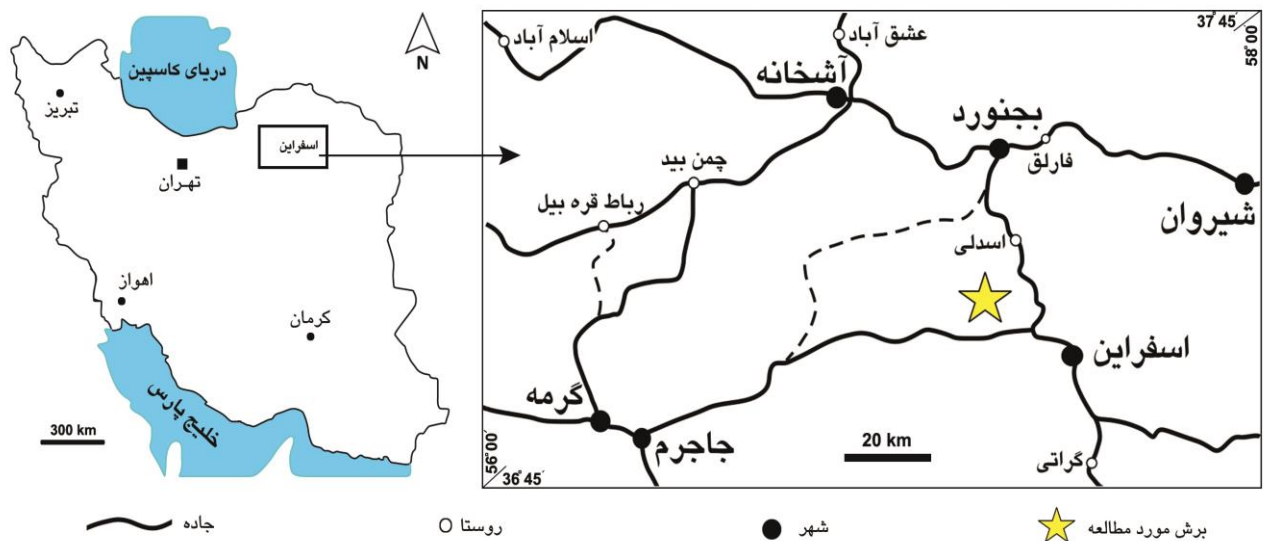 دریای کاسپین
تبریز
تهران
اسفراین
اهواز
کرمان
خلیج پارس
300 km
N
37°45´
58°00´
عشق آباد
اسلام آباد
آشخانه
بجنورد
فارلق
شیروان
چمن بید
رباط قره بیل
اسدلی
اسفراین
گرمه
جاجرم
20 km
گراتی
56°00´
36°45´
جاده
روستا
شهر
برش مورد مطالعه